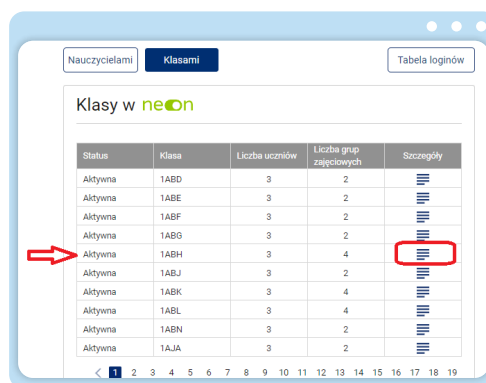 Nauczycielami Klasami Tabela loginów
Klasy w neon
Status Klasa Liczba uczniów Liczba grup zajęciowych Szczegóły
Aktywna 1ABD 3 2
Aktywna 1ABE 3 2
Aktywna 1ABF 3 2
Aktywna 1ABG 3 2
Aktywna 1ABH 3 4
Aktywna 1ABJ 3 2
Aktywna 1ABK 3 4
Aktywna 1ABL 3 4
Aktywna 1ABN 3 2
Aktywna 1AJA 3 2
< 1 2 3 4 5 6 7 8 9 10 11 12 13 14 15 16 17 18 19